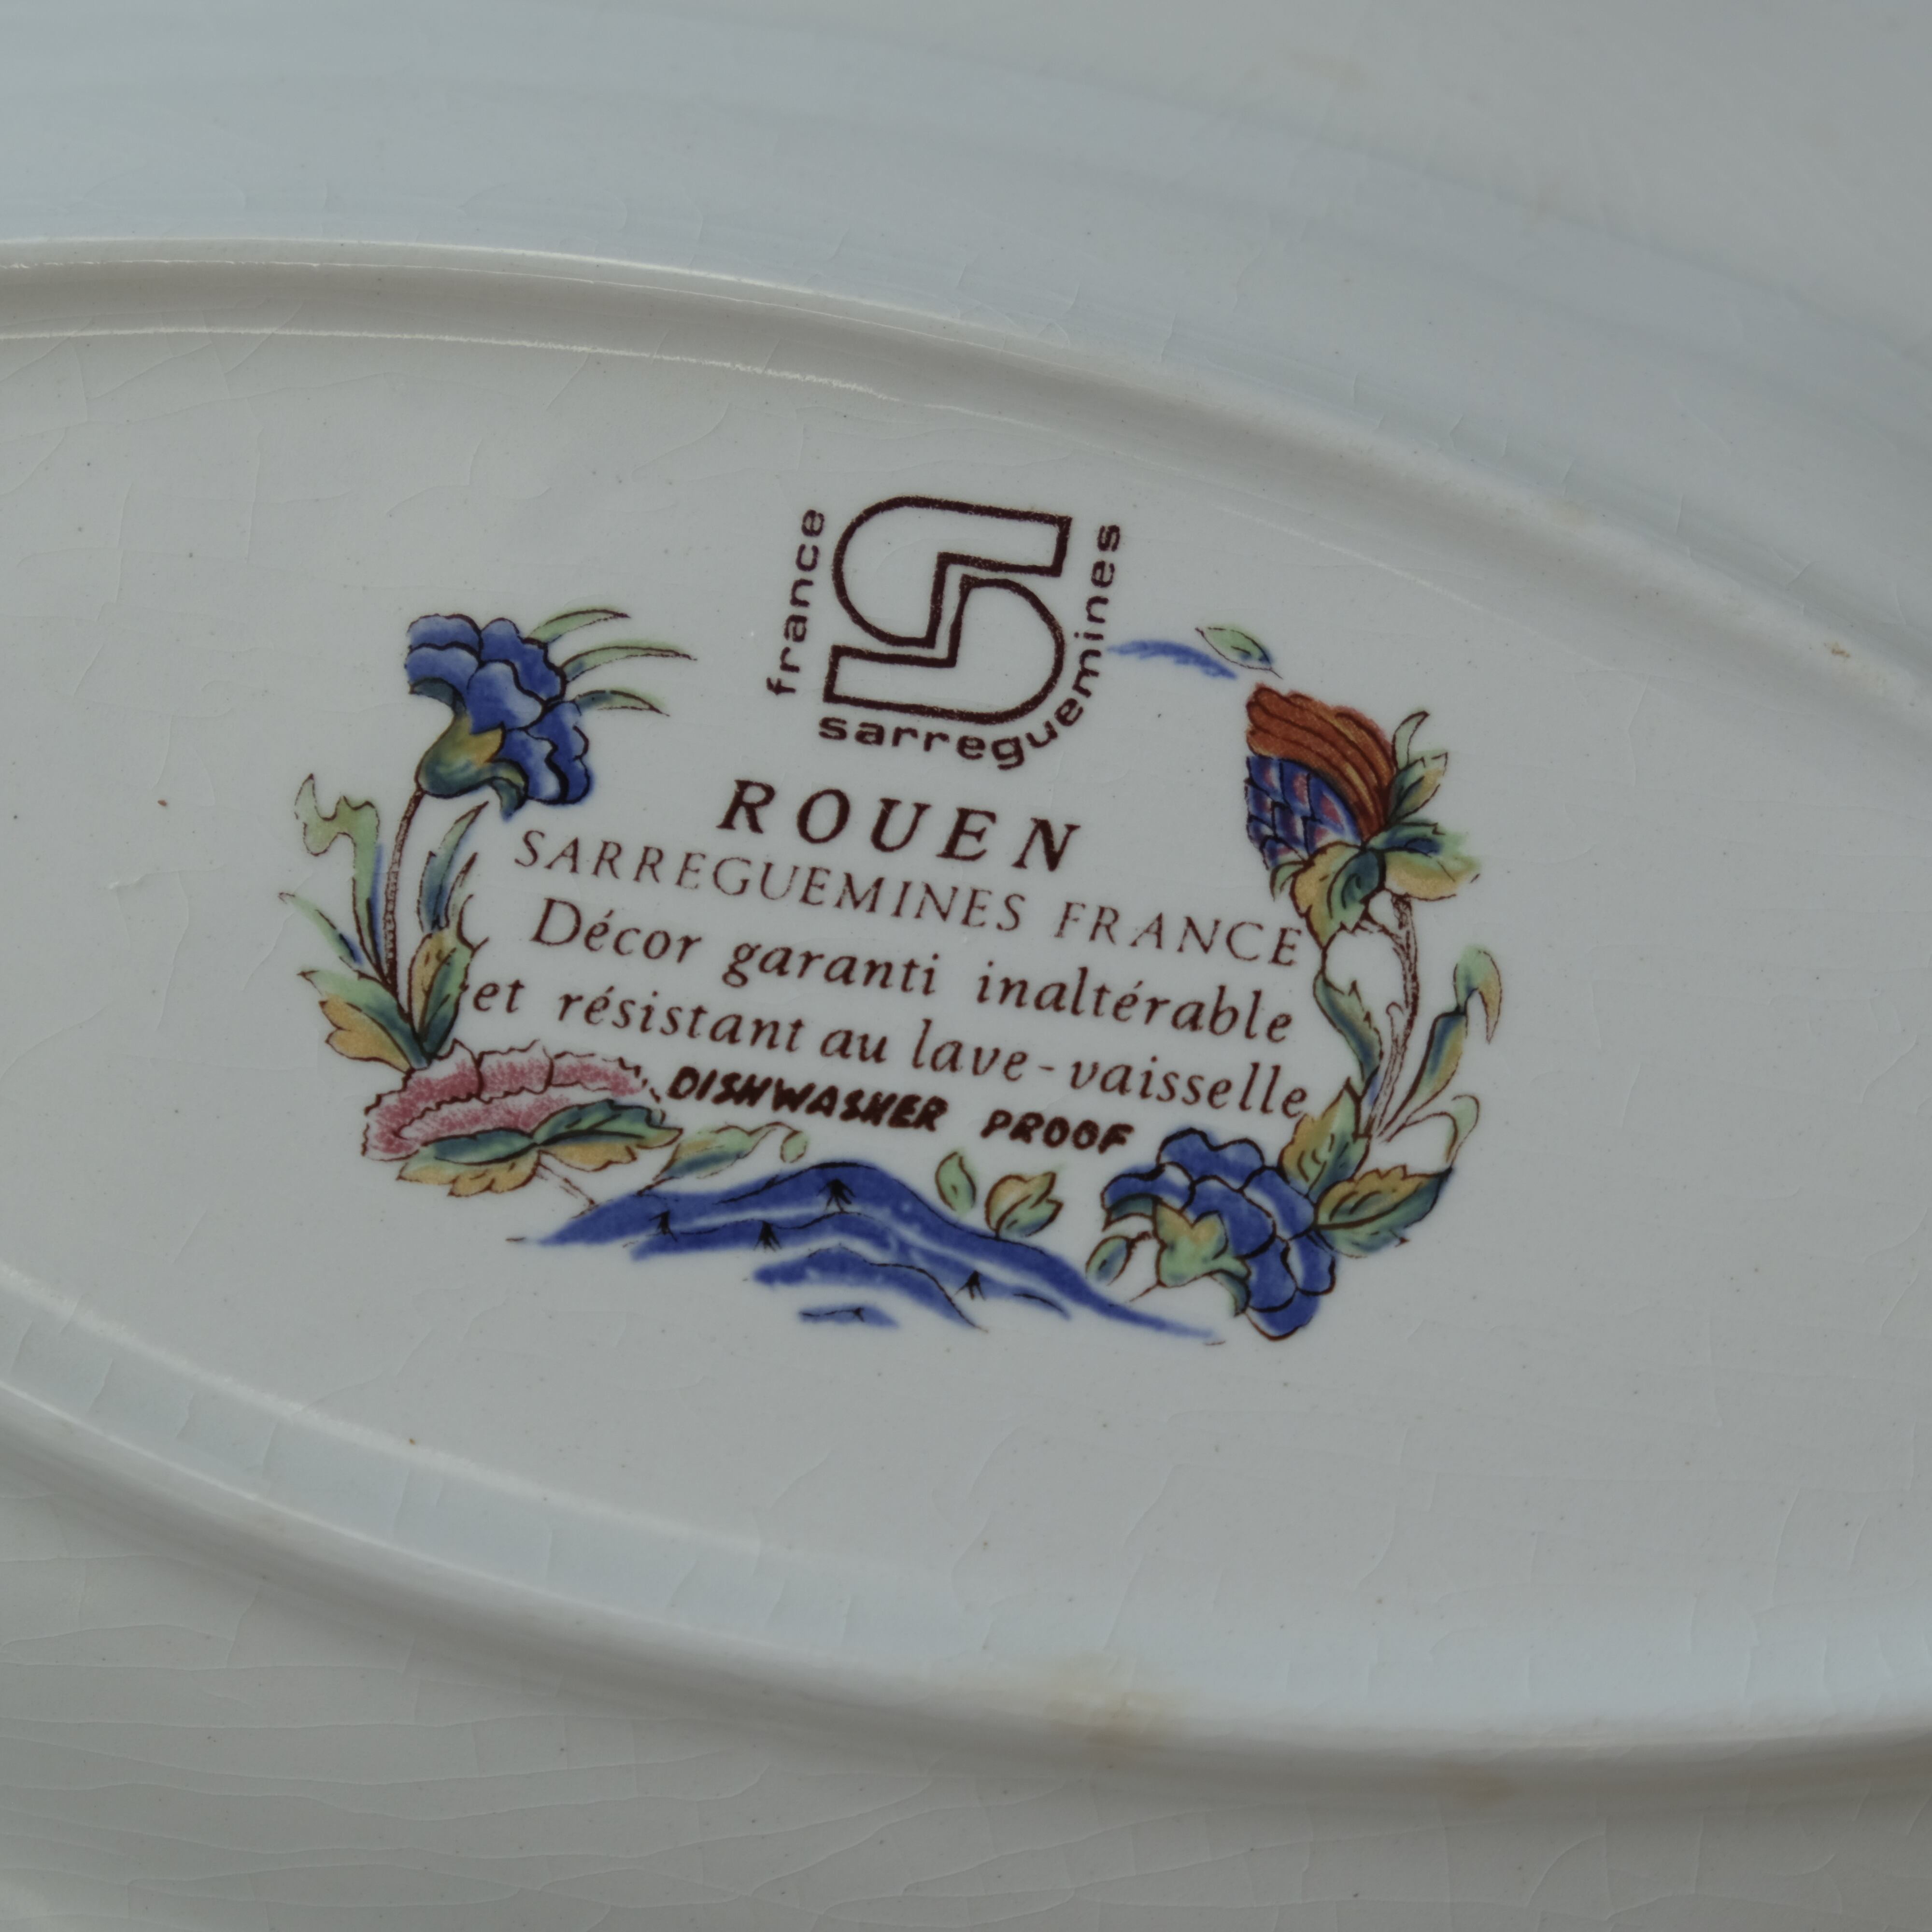 france
S
sarreguemines
ROUEN
SARREGUEMINES FRANCE
Décor garanti inaltérable
et résistant au lave-vaisselle
DISHWASHER PROOF